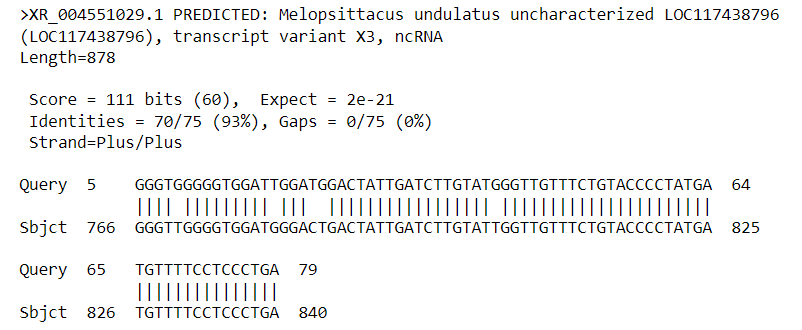 >XR_004551029.1 PREDICTED: Melopsittacus undulatus uncharacterized LOC117438796
(LOC117438796), transcript variant X3, ncRNA
Length=878
Score = 111 bits (60), Expect = 2e-21
Identities = 70/75 (93%), Gaps = 0/75 (0%)
Strand=Plus/Plus
Query 5 GGGTGGGGGTGGATTGGATGGACTATTGATCTTGTATGGGTTGTTTCTGTACCCCTATGA 64
|||| ||||||||| |||  ||||||||||||||||| ||||||||||||||||||||||
Sbjct 766 GGGTTGGGGTGGATGGGACTGACTATTGATCTTGTATTGGTTGTTTCTGTACCCCTATGA 825
Query 65 TGTTTTCCTCCCTGA 79
|||||||||||||||
Sbjct 826 TGTTTTCCTCCCTGA 840